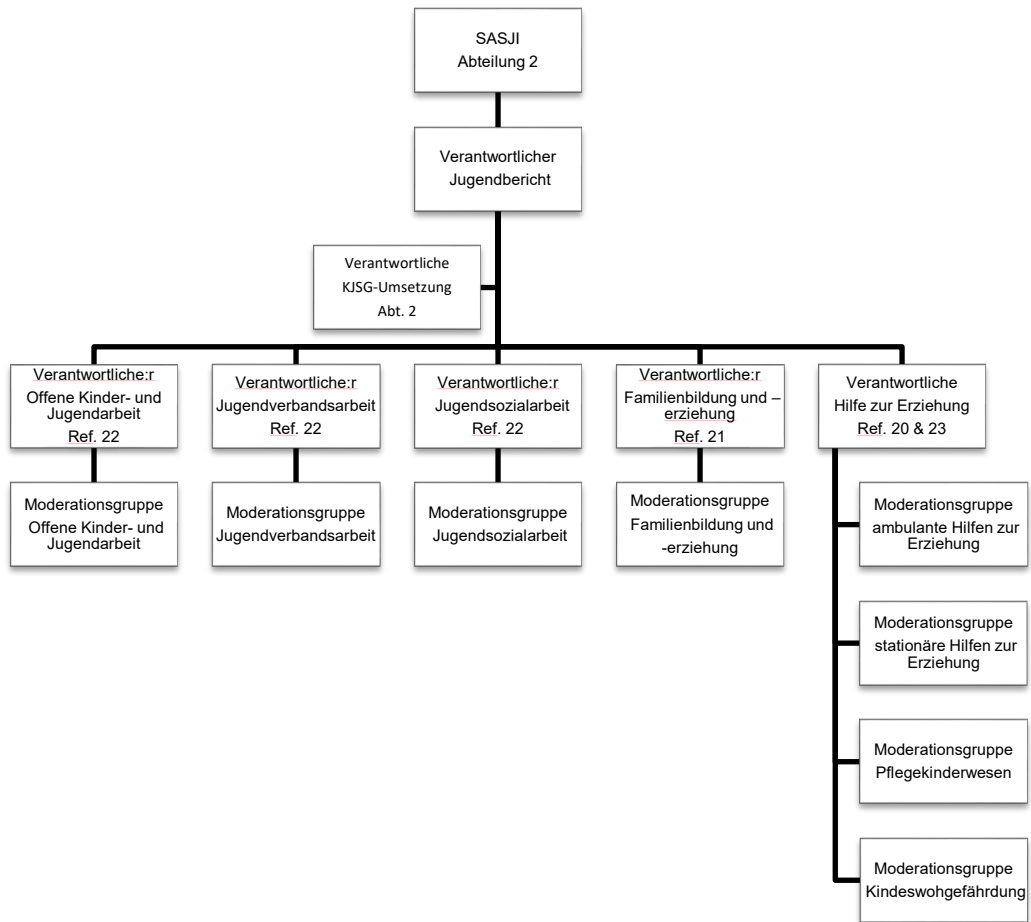 SASJI
Abteilung 2
Verantwortlicher
Jugendbericht
Verantwortliche
KJSG-Umsetzung
Abt. 2
Verantwortliche:r
Offene Kinder- und
Jugendarbeit
Ref. 22
Verantwortliche:r
Jugendverbandsarbeit
Ref. 22
Verantwortliche:r
Jugendsozialarbeit
Ref. 22
Verantwortliche:r
Familienbildung und –
erziehung
Ref. 21
Verantwortliche
Hilfe zur Erziehung
Ref. 20 & 23
Moderationsgruppe
Offene Kinder- und
Jugendarbeit
Moderationsgruppe
Jugendverbandsarbeit
Moderationsgruppe
Jugendsozialarbeit
Moderationsgruppe
Familienbildung und
-erziehung
Moderationsgruppe
ambulante Hilfen zur
Erziehung
Moderationsgruppe
stationäre Hilfen zur
Erziehung
Moderationsgruppe
Pflegekinderwesen
Moderationsgruppe
Kindeswohgefährdung